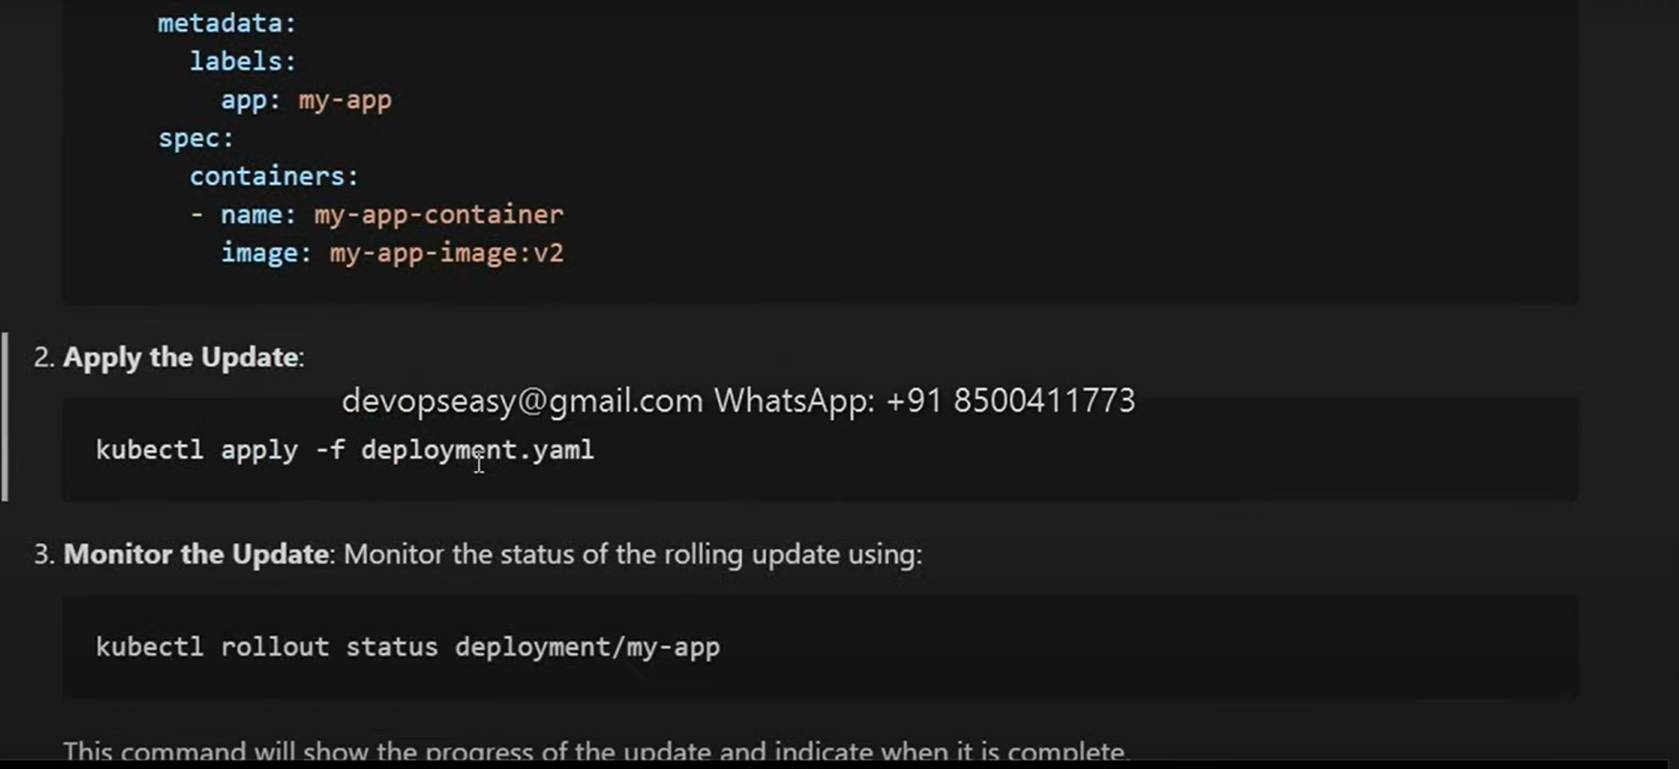 metadata:
labels:
app: my-app
spec:
containers:
- name: my-app-container
image: my-app-image:v2
2. Apply the Update:
devopseasy@gmail.com WhatsApp: +91 8500411773
kubectl apply -f deployment.yaml
3. Monitor the Update: Monitor the status of the rolling update using:
kubectl rollout status deployment/my-app
This command will show the progress of the update and indicate when it is complete.